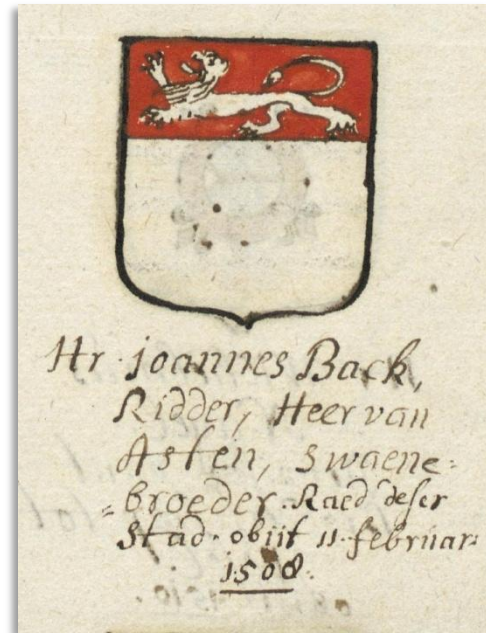 Hr. joannes Back,
Ridder, Heer van
Asten, swaene=
=broeder. Raed deser
Stad. obiit 11. februar:
1508.